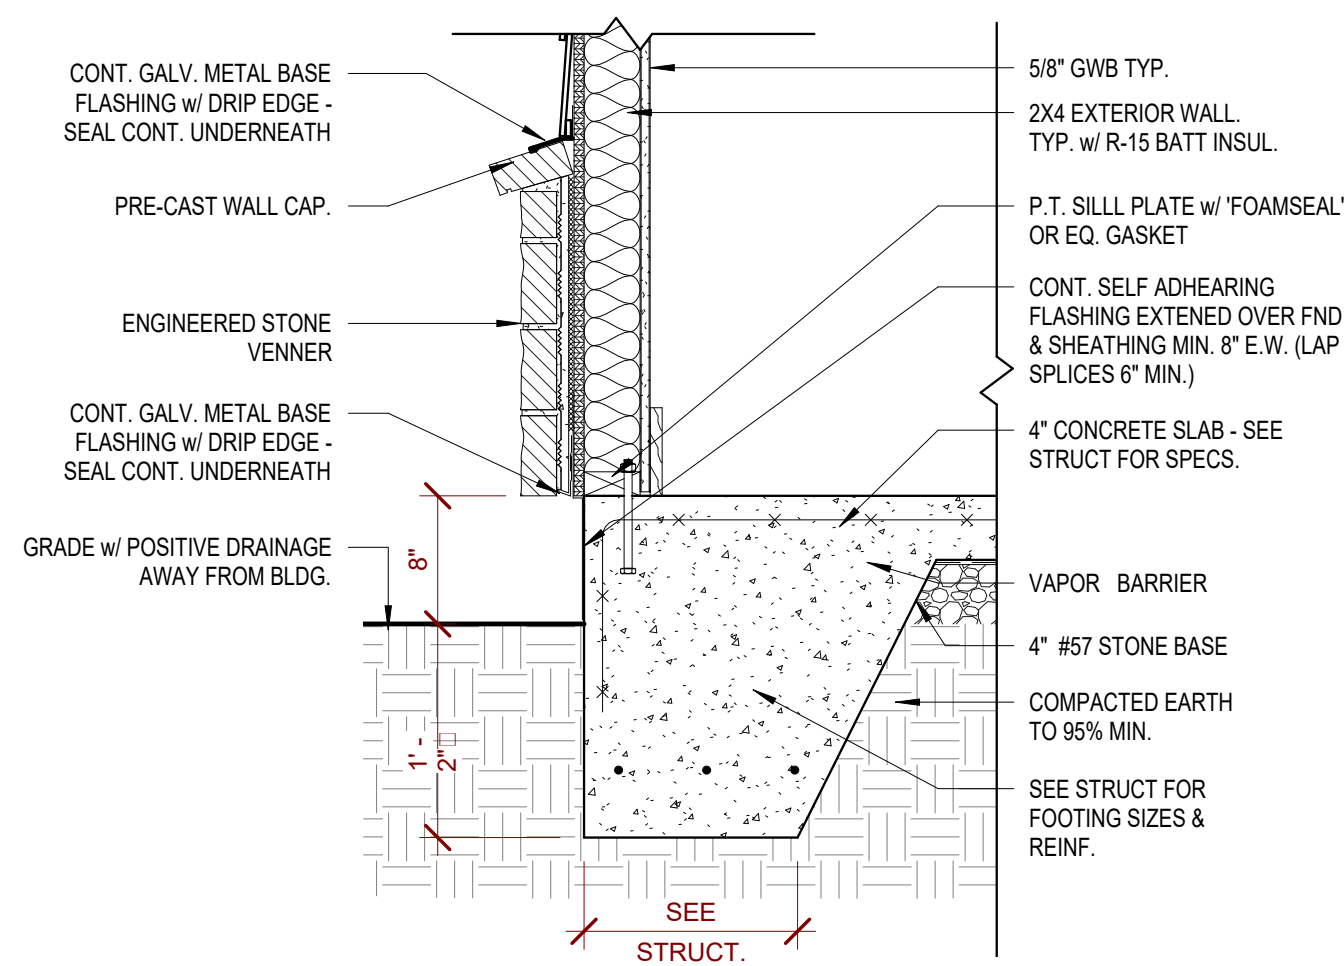 CONT. GALV. METAL BASE
FLASHING w/ DRIP EDGE -
SEAL CONT. UNDERNEATH
PRE-CAST WALL CAP.
ENGINEERED STONE
VENNER
CONT. GALV. METAL BASE
FLASHING w/ DRIP EDGE -
SEAL CONT. UNDERNEATH
GRADE w/ POSITIVE DRAINAGE
AWAY FROM BLDG.
8"
1' -
2"
SEE
STRUCT.
5/8" GWB TYP.
2X4 EXTERIOR WALL.
TYP. w/ R-15 BATT INSUL.
P.T. SILLL PLATE w/ 'FOAMSEAL'
OR EQ. GASKET
CONT. SELF ADHEARING
FLASHING EXTENED OVER FND
& SHEATHING MIN. 8" E.W. (LAP
SPLICES 6" MIN.)
4" CONCRETE SLAB - SEE
STRUCT FOR SPECS.
VAPOR BARRIER
4" #57 STONE BASE
COMPACTED EARTH
TO 95% MIN.
SEE STRUCT FOR
FOOTING SIZES &
REINF.